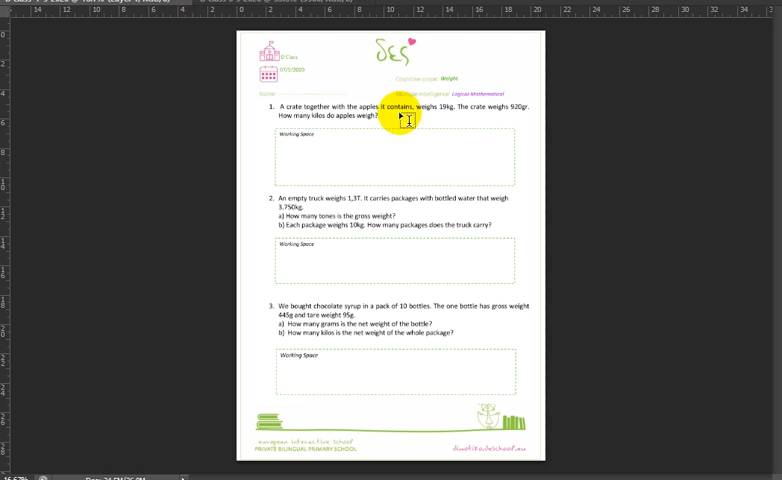 D'Class
07/5/2020
Cognitive scope: Weight
Name:
Logical-Mathematical
1. A crate together with the apples it contains, weighs 19kg. The crate weighs 920gr.
How many kilos do apples weigh?
Working Space
2. An empty truck weighs 1,3T. It carries packages with bottled water that weigh
3.750kg.
a) How many tones is the gross weight?
b) Each package weighs 10kg. How many packages does the truck carry?
Working Space
3. We bought chocolate syrup in a pack of 10 bottles. The one bottle has gross weight
445g and tare weight 95g.
a) How many grams is the net weight of the bottle?
b) How many kilos is the net weight of the whole package?
Working Space
european interactive school
PRIVATE BILINGUAL PRIMARY SCHOOL